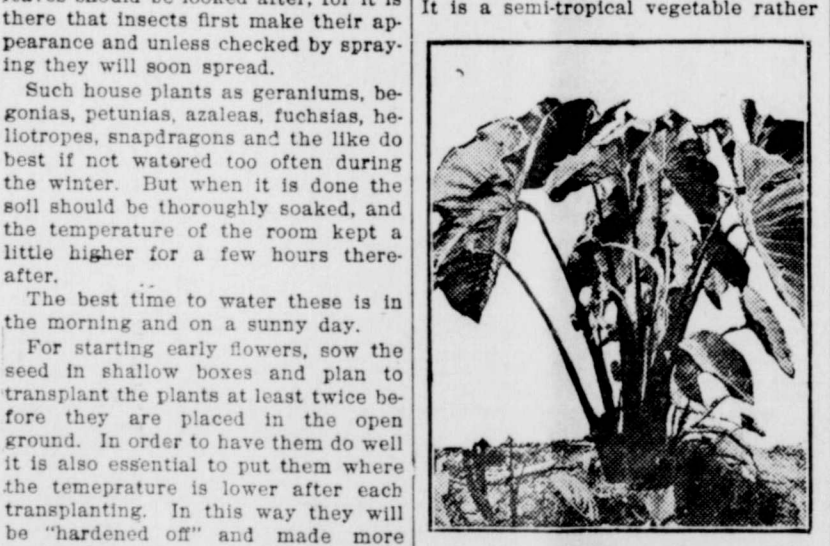 leaves should be looked after, for it is
there that insects first make their ap-
pearance and unless checked by spray-
ing they will soon spread.
Such house plants as geraniums, be-
gonias, petunias, azaleas, fuchsias, he-
liotropes, snapdragons and the like do
best if not watered too often during
the winter. But when it is done the
soil should be thoroughly soaked, and
the temperature of the room kept a
little higher for a few hours there-
after.
The best time to water these is in
the morning and on a sunny day.
For starting early flowers, sow the
seed in shallow boxes and plan to
transplant the plants at least twice be-
fore they are placed in the open
ground. In order to have them do well
it is also essential to put them where
the temeprature is lower after each
transplanting. In this way they will
be "hardened off" and made more
It is a semi-tropical vegetable rather